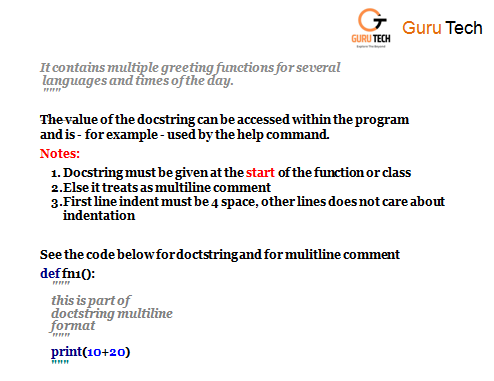 GURU TECH
Guru Tech
It contains multiple greeting functions for several
languages and times of the day.
"""
The value of the docstring can be accessed within the program
and is - for example - used by the help command.
Notes:
1. Docstring must be given at the start of the function or class
2. Else it treats as multiline comment
3. First line indent must be 4 space, other lines does not care about
indentation
See the code below for doctstring and for mulitline comment
def fn1():
"""
this is part of
doctstring multiline
format
"""
print(10+20)
"""